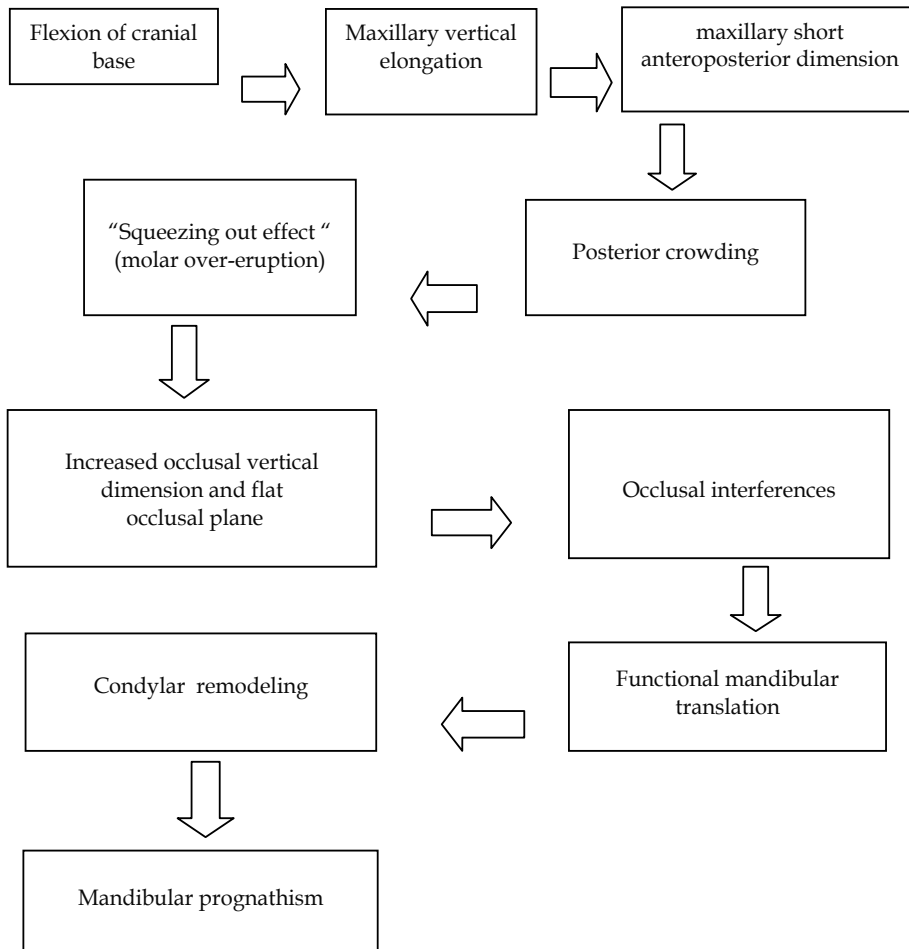 Flexion of cranial
base
Maxillary vertical
elongation
maxillary short
anteroposterior dimension
Posterior crowding
“Squeezing out effect “
(molar over-eruption)
Increased occlusal vertical
dimension and flat
occlusal plane
Occlusal interferences
Functional mandibular
translation
Condylar remodeling
Mandibular prognathism